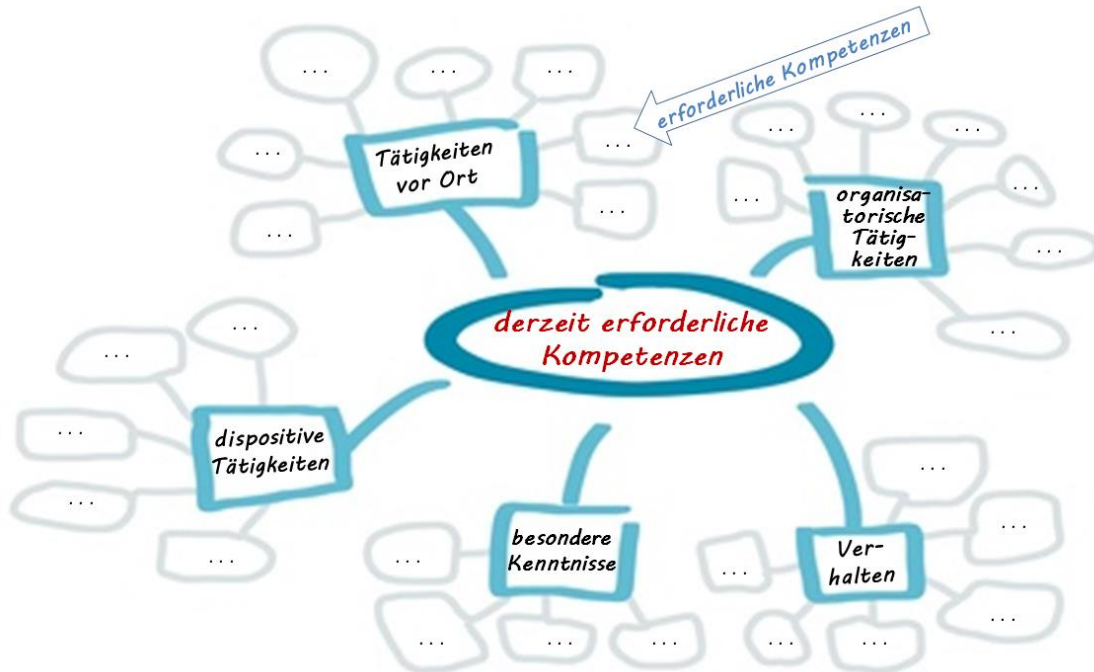 ...
...
...
erforderliche Kompetenzen
...
...
...
...
...
...
...
Tätigkeiten
vor Ort
...
...
...
organisa-
torische
Tätig-
keiten
...
...
...
derzeit erforderliche
Kompetenzen
...
...
...
dispositive
Tätigkeiten
...
...
...
...
besondere
Kenntnisse
...
...
...
...
Ver-
halten
...
...
...
...
...
...